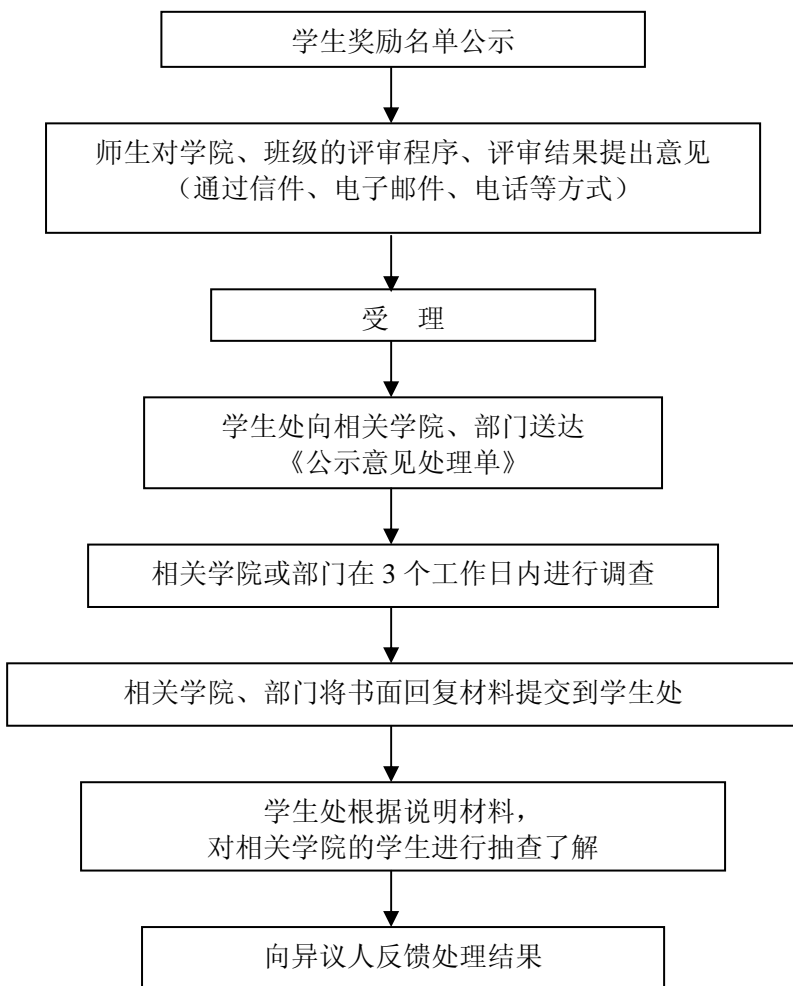 学生奖励名单公示
师生对学院、班级的评审程序、评审结果提出意见
（通过信件、电子邮件、电话等方式）
受　理
学生处向相关学院、部门送达
《公示意见处理单》
相关学院或部门在 3 个工作日内进行调查
相关学院、部门将书面回复材料提交到学生处
学生处根据说明材料，
对相关学院的学生进行抽查了解
向异议人反馈处理结果